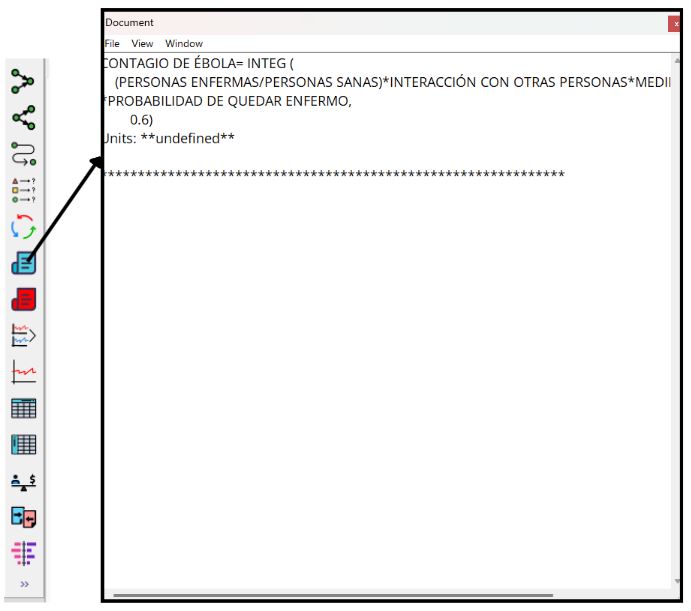 Document
x
File View Window
CONTAGIO DE ÉBOLA= INTEG (
(PERSONAS ENFERMAS/PERSONAS SANAS)*INTERACCIÓN CON OTRAS PERSONAS*MEDI
*PROBABILIDAD DE QUEDAR ENFERMO,
0.6)
Units: **undefined**
**************************************************************
?
?
?
$
»